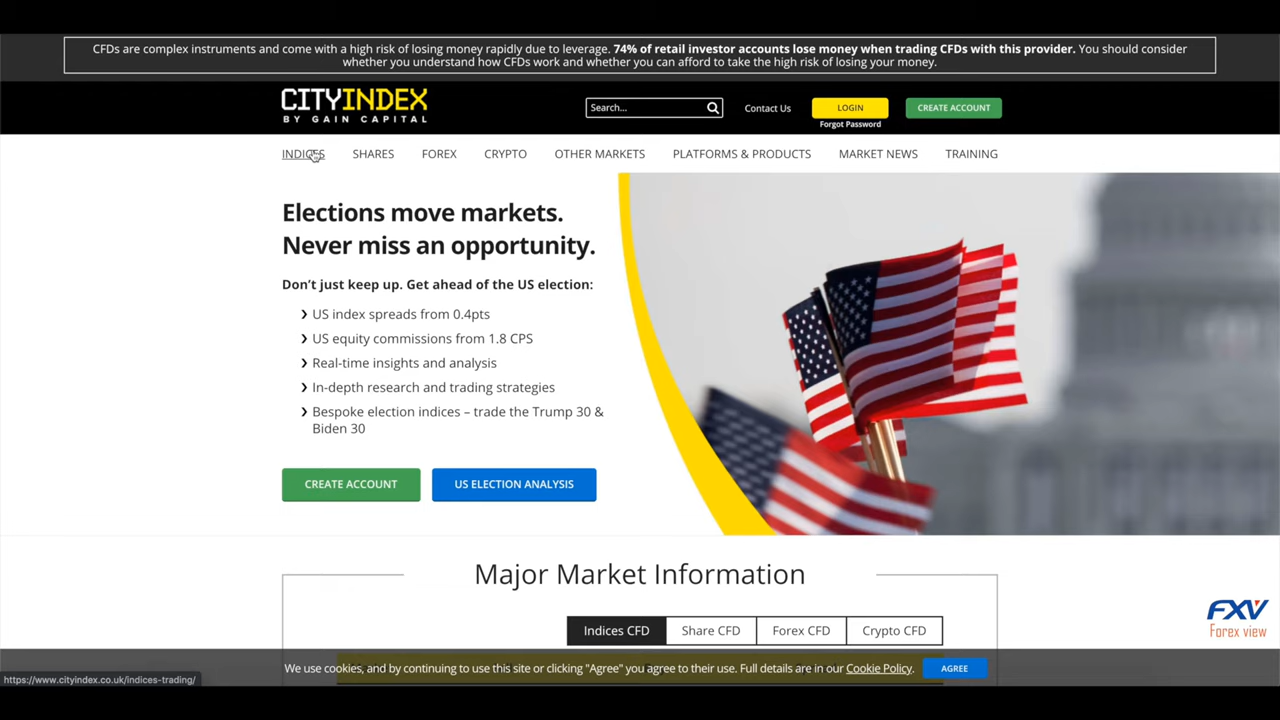 CFDs are complex instruments and come with a high risk of losing money rapidly due to leverage. 74% of retail investor accounts lose money when trading CFDs with this provider. You should consider
whether you understand how CFDs work and whether you can afford to take the high risk of losing your money.
CITYINDEX
BY GAIN CAPITAL
Search...
Contact Us
LOGIN
CREATE ACCOUNT
Forgot Password
INDICES SHARES FOREX CRYPTO OTHER MARKETS PLATFORMS & PRODUCTS MARKET NEWS TRAINING
Elections move markets.
Never miss an opportunity.
Don't just keep up. Get ahead of the US election:
US index spreads from 0.4pts
US equity commissions from 1.8 CPS
Real-time insights and analysis
In-depth research and trading strategies
Bespoke election indices – trade the Trump 30 &
Biden 30
CREATE ACCOUNT US ELECTION ANALYSIS
Major Market Information
Indices CFD Share CFD Forex CFD Crypto CFD
FXV
Forex view
We use cookies, and by continuing to use this site or clicking "Agree" you agree to their use. Full details are in our Cookie Policy. AGREE
https://www.cityindex.co.uk/indices-trading/